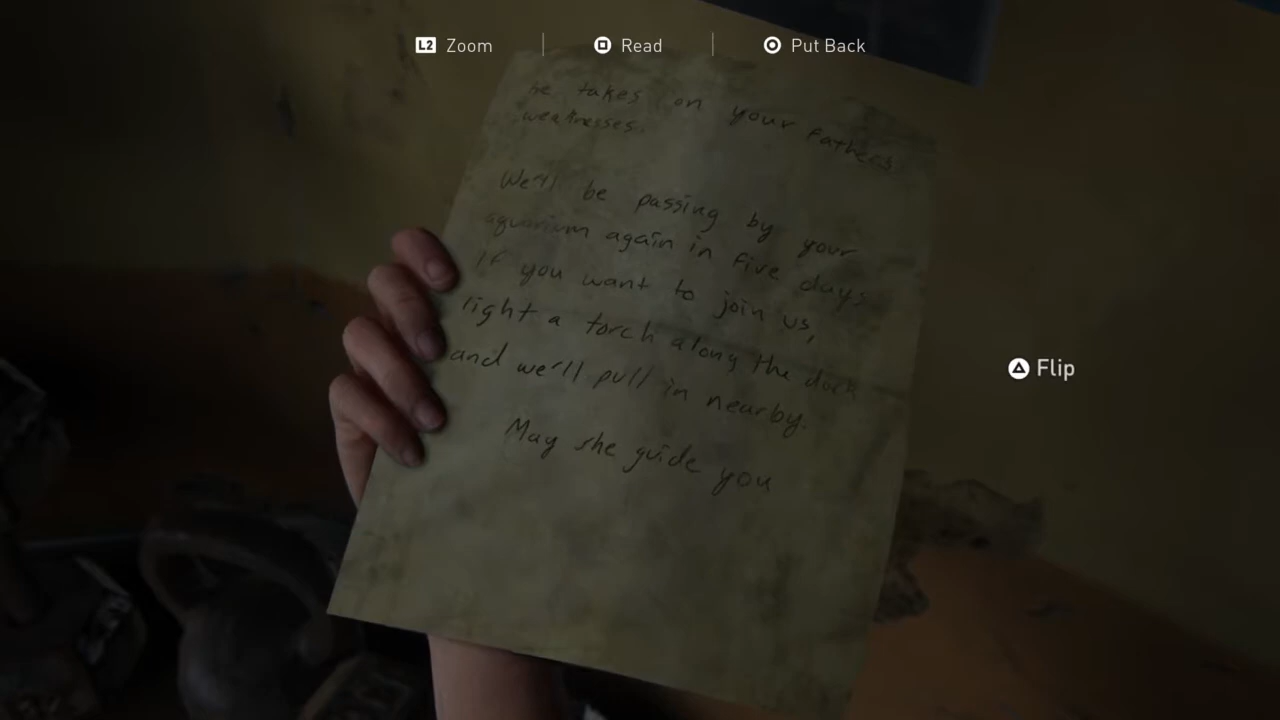 Zoom
Read
Put Back
he takes on your father's
weaknesses.
We'll be passing by your
aquarium again in five days
If you want to join us,
light a torch along the dock
and we'll pull in nearby.
May she guide you
L2
Flip